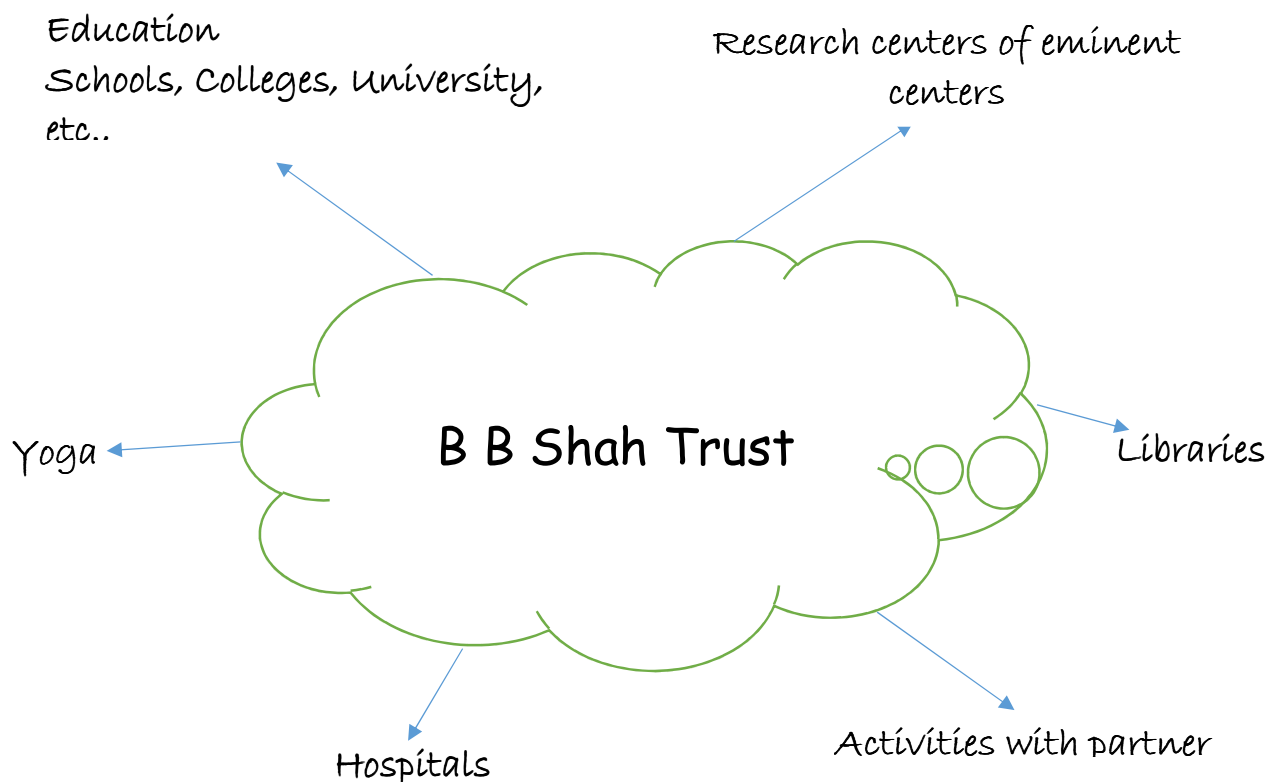 Education
Schools, Colleges, University,
etc..
Research centers of eminent
centers
B B Shah Trust
Yoga
Libraries
Hospitals
Activities with partner